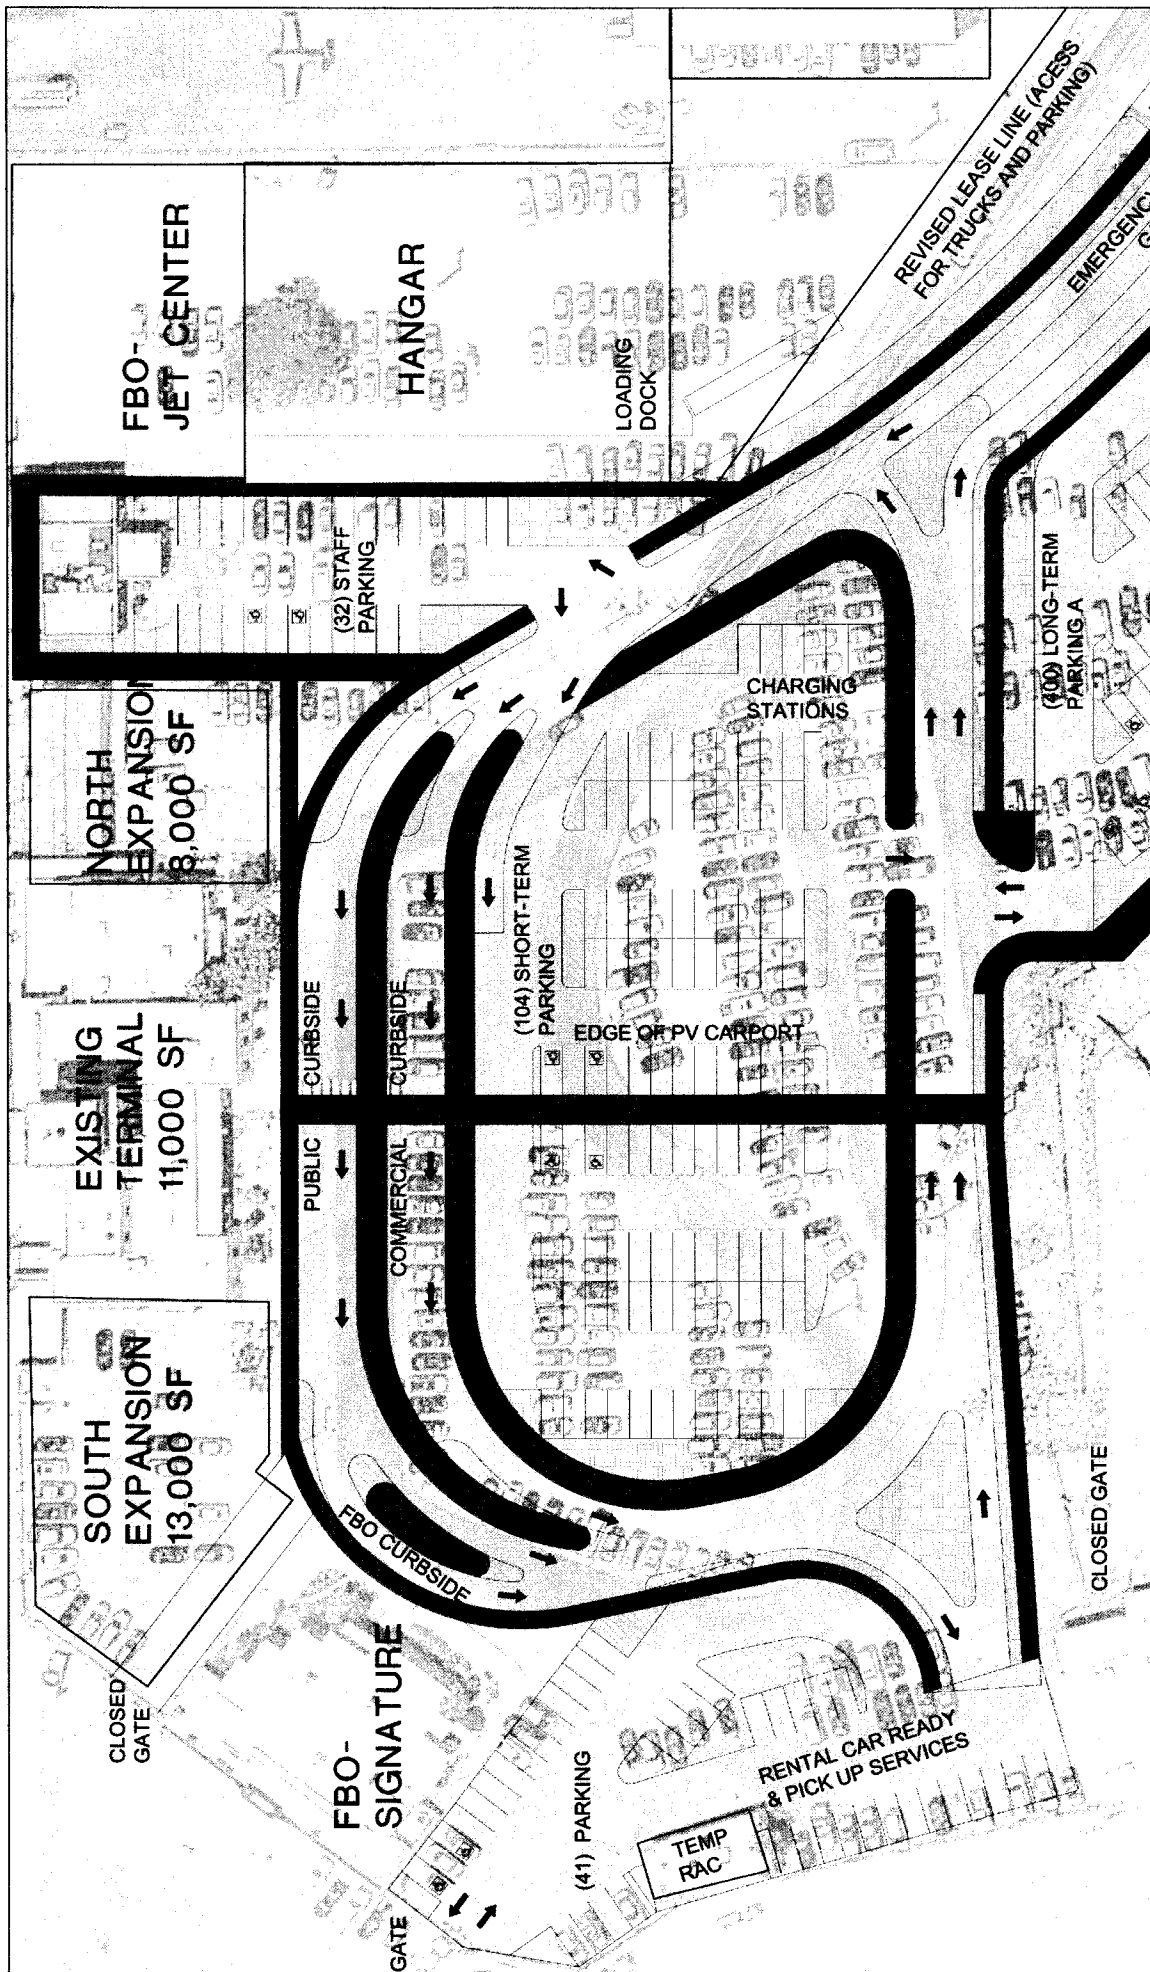 REVISED LEASE LINE (ACESS
FOR TRUCKS AND PARKING)
EMERGENCY
FBO-
JET CENTER
HANGAR
LOADING
DOCK
(32) STAFF
PARKING
(400) LONG-TERM
PARKING A
CHARGING
STATIONS
NORTH
EXPANSION
8,000 SF
(104) SHORT-TERM
PARKING
EDGE OF PV CARPORT
EXISTING
TERMINAL
11,000 SF
PUBLIC CURBSIDE
COMMERCIAL CURBSIDE
SOUTH
EXPANSION
13,000 SF
FBO CURBSIDE
CLOSED GATE
CLOSED
GATE
FBO-
SIGNATURE
RENTAL CAR READY
& PICK UP SERVICES
(41) PARKING
TEMP
RAC
GATE